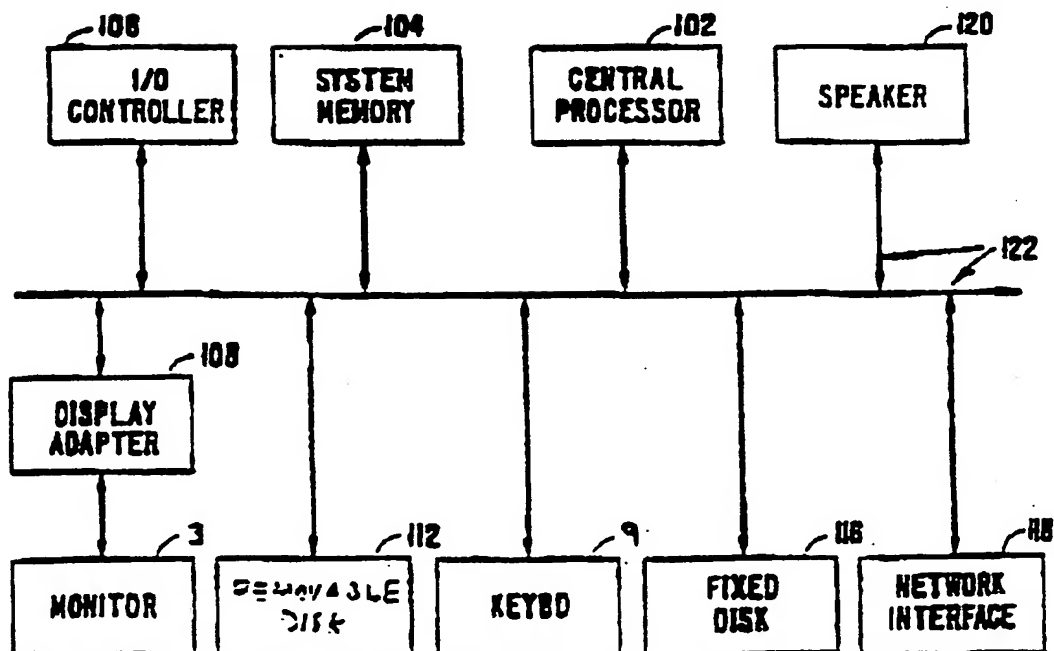 106
I/O
CONTROLLER
104
SYSTEM
MEMORY
102
CENTRAL
PROCESSOR
120
SPEAKER
122
108
DISPLAY
ADAPTER
3
MONITOR
112
REMOVABLE
DISK
9
KEYBD
116
FIXED
DISK
118
NETWORK
INTERFACE